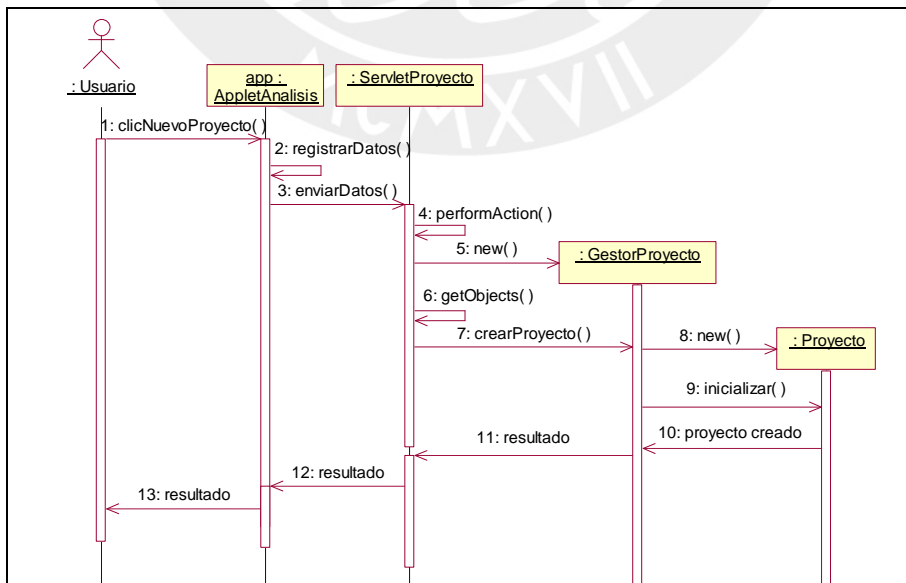 : Usuario
app :
AppletAnalisis
: ServletProyecto
1: clicNuevoProyecto( )
2: registrarDatos( )
3: enviarDatos( )
4: performAction( )
5: new( )
: GestorProyecto
6: getObjects( )
7: crearProyecto( )
8: new( )
: Proyecto
9: inicializar( )
10: proyecto creado
11: resultado
12: resultado
13: resultado
MXVII